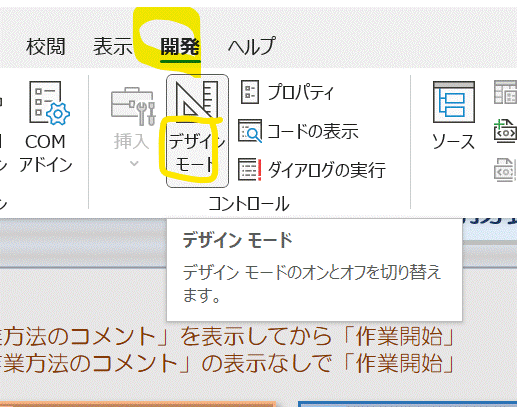 校閲 表示 開発 ヘルプ
挿入
COM
アドイン
デザイン
モード
プロパティ
コードの表示
ダイアログの実行
ソース
コントロール
デザイン モード
デザイン モードのオンとオフを切り替え
ます。
業方法のコメント」を表示してから「作業開始」
作業方法のコメント」の表示なしで「作業開始」